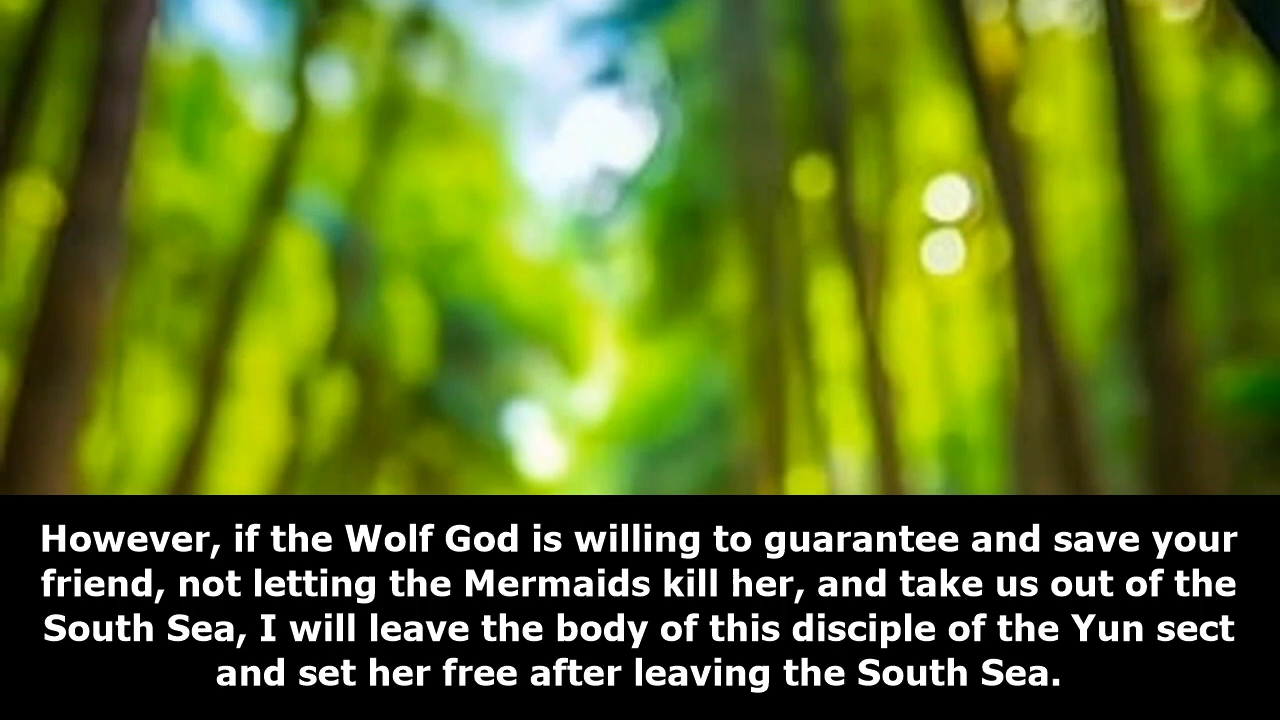 However, if the Wolf God is willing to guarantee and save your
friend, not letting the Mermaids kill her, and take us out of the
South Sea, I will leave the body of this disciple of the Yun sect
and set her free after leaving the South Sea.